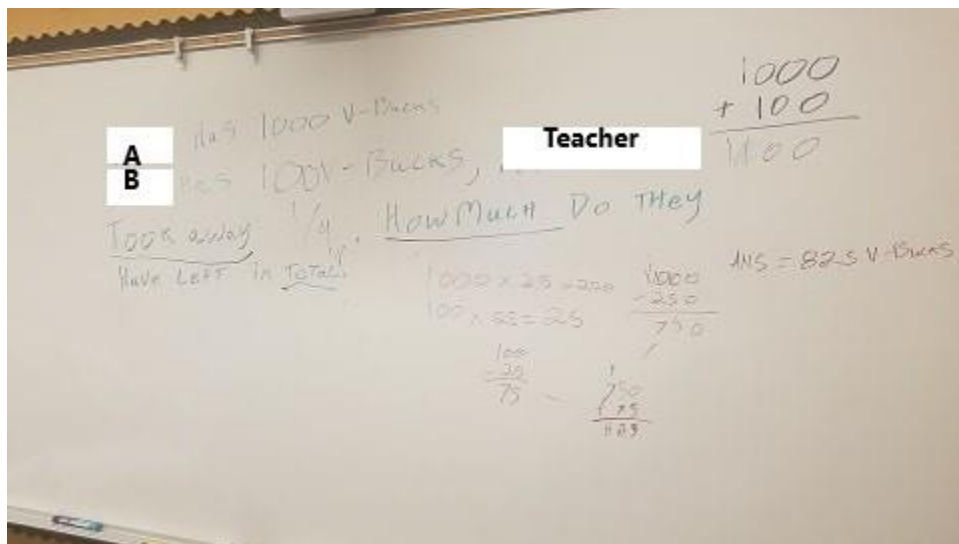 A Has 1000 V-Bucks
B Has 100 V-Bucks, Teacher
Took away 1/4. How Much Do They
Have Left in Total
1000
+ 100
1100
1000 x 25 = 250
100 x 25 = 25
1000
- 250
750
100
- 25
75
750
75
825
ANS = 825 V-Bucks